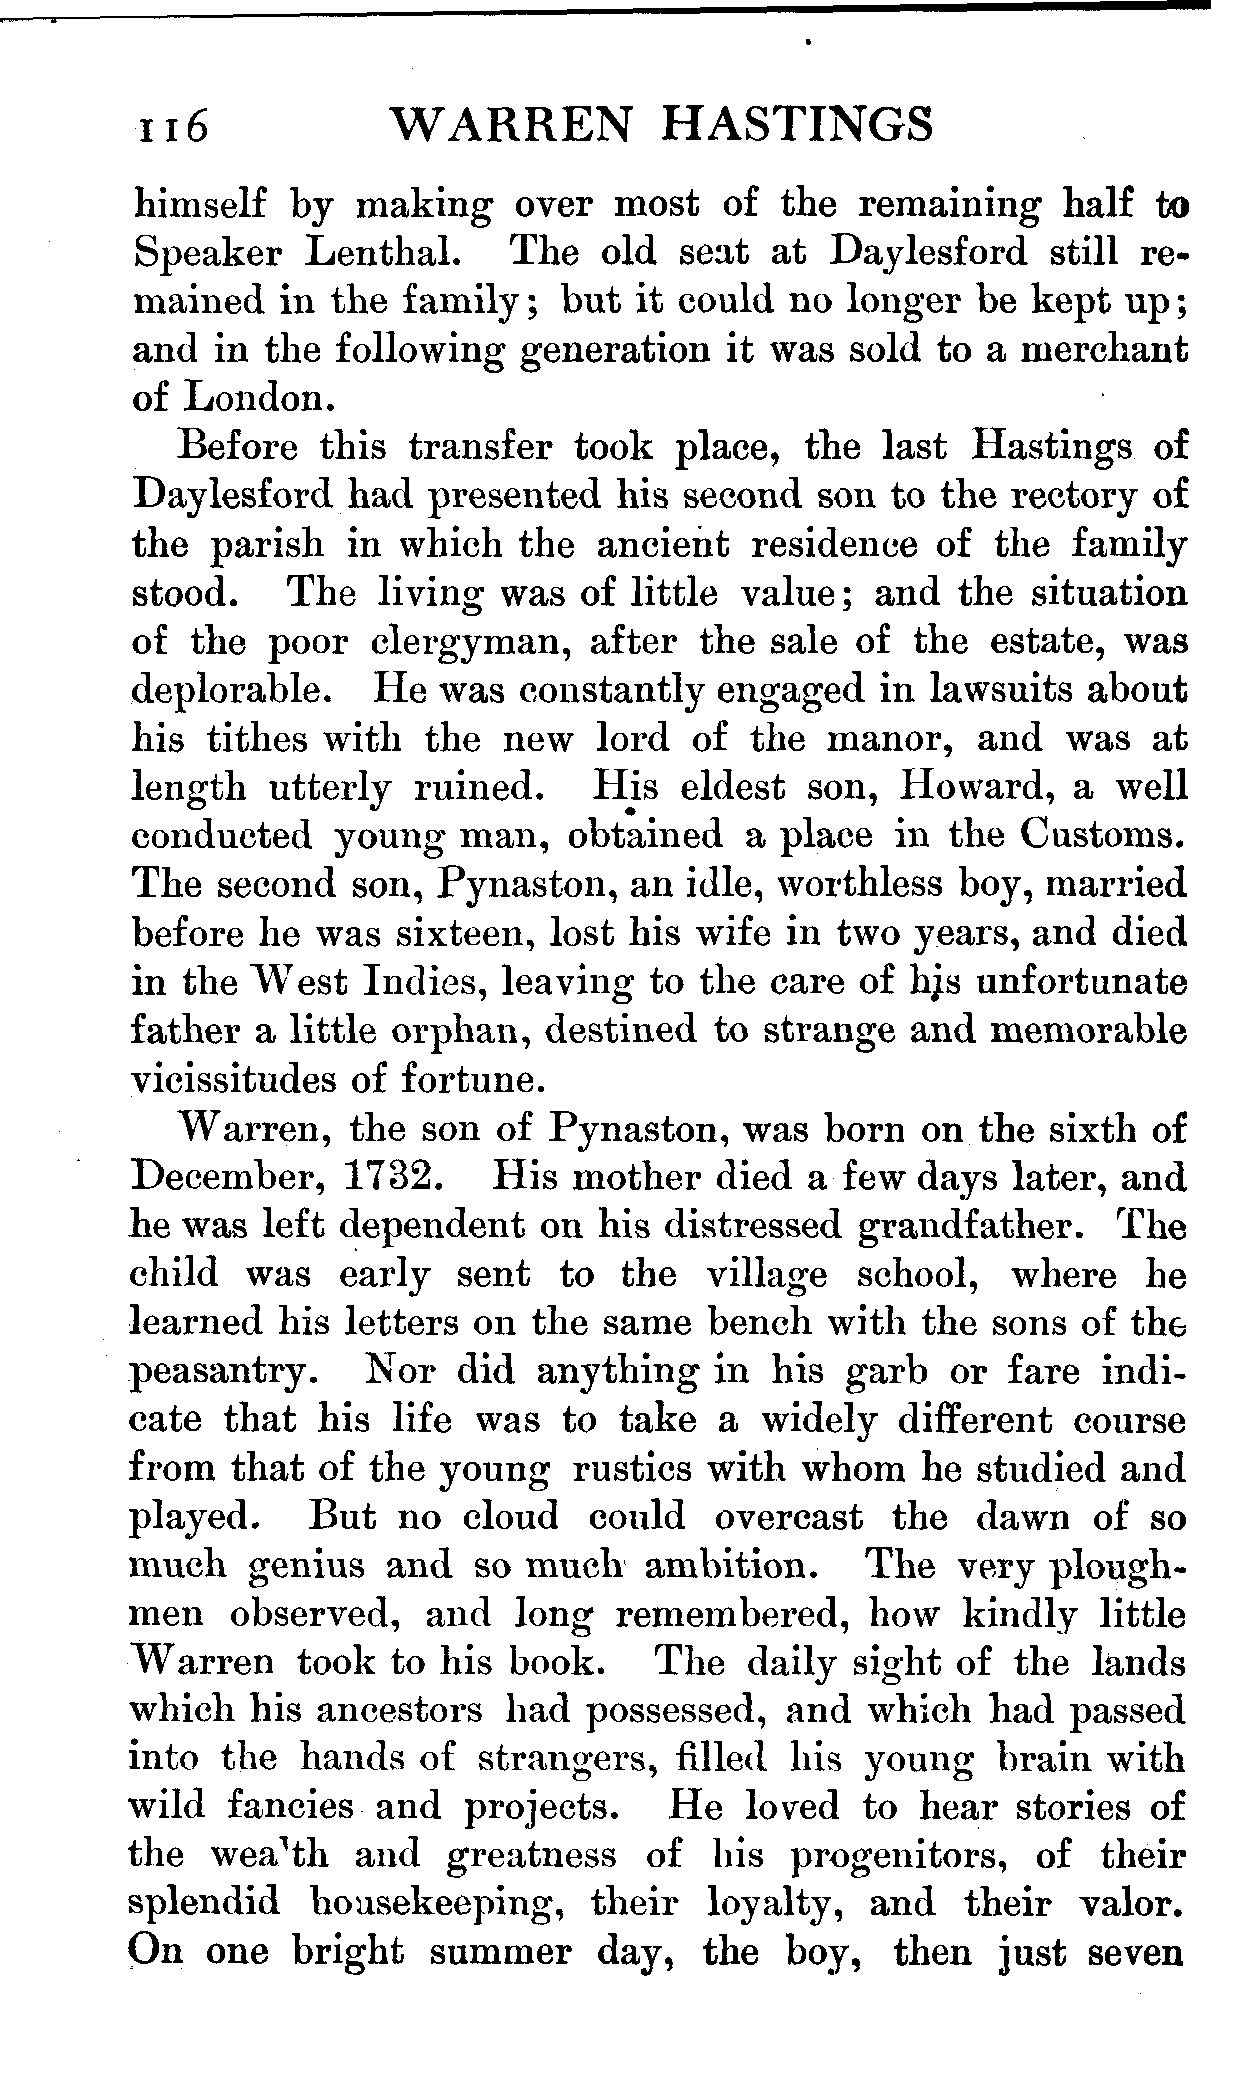 116 WARREN HASTINGS
himself by making over most of the remaining half to
Speaker Lenthal. The old seat at Daylesford still re-
mained in the family; but it could no longer be kept up;
and in the following generation it was sold to a merchant
of London.
Before this transfer took place, the last Hastings of
Daylesford had presented his second son to the rectory of
the parish in which the ancient residence of the family
stood. The living was of little value; and the situation
of the poor clergyman, after the sale of the estate, was
deplorable. He was constantly engaged in lawsuits about
his tithes with the new lord of the manor, and was at
length utterly ruined. His eldest son, Howard, a well
conducted young man, obtained a place in the Customs.
The second son, Pynaston, an idle, worthless boy, married
before he was sixteen, lost his wife in two years, and died
in the West Indies, leaving to the care of his unfortunate
father a little orphan, destined to strange and memorable
vicissitudes of fortune.
Warren, the son of Pynaston, was born on the sixth of
December, 1732. His mother died a few days later, and
he was left dependent on his distressed grandfather. The
child was early sent to the village school, where he
learned his letters on the same bench with the sons of the
peasantry. Nor did anything in his garb or fare indi-
cate that his life was to take a widely different course
from that of the young rustics with whom he studied and
played. But no cloud could overcast the dawn of so
much genius and so much ambition. The very plough-
men observed, and long remembered, how kindly little
Warren took to his book. The daily sight of the lands
which his ancestors had possessed, and which had passed
into the hands of strangers, filled his young brain with
wild fancies and projects. He loved to hear stories of
the wealth and greatness of his progenitors, of their
splendid housekeeping, their loyalty, and their valor.
On one bright summer day, the boy, then just seven